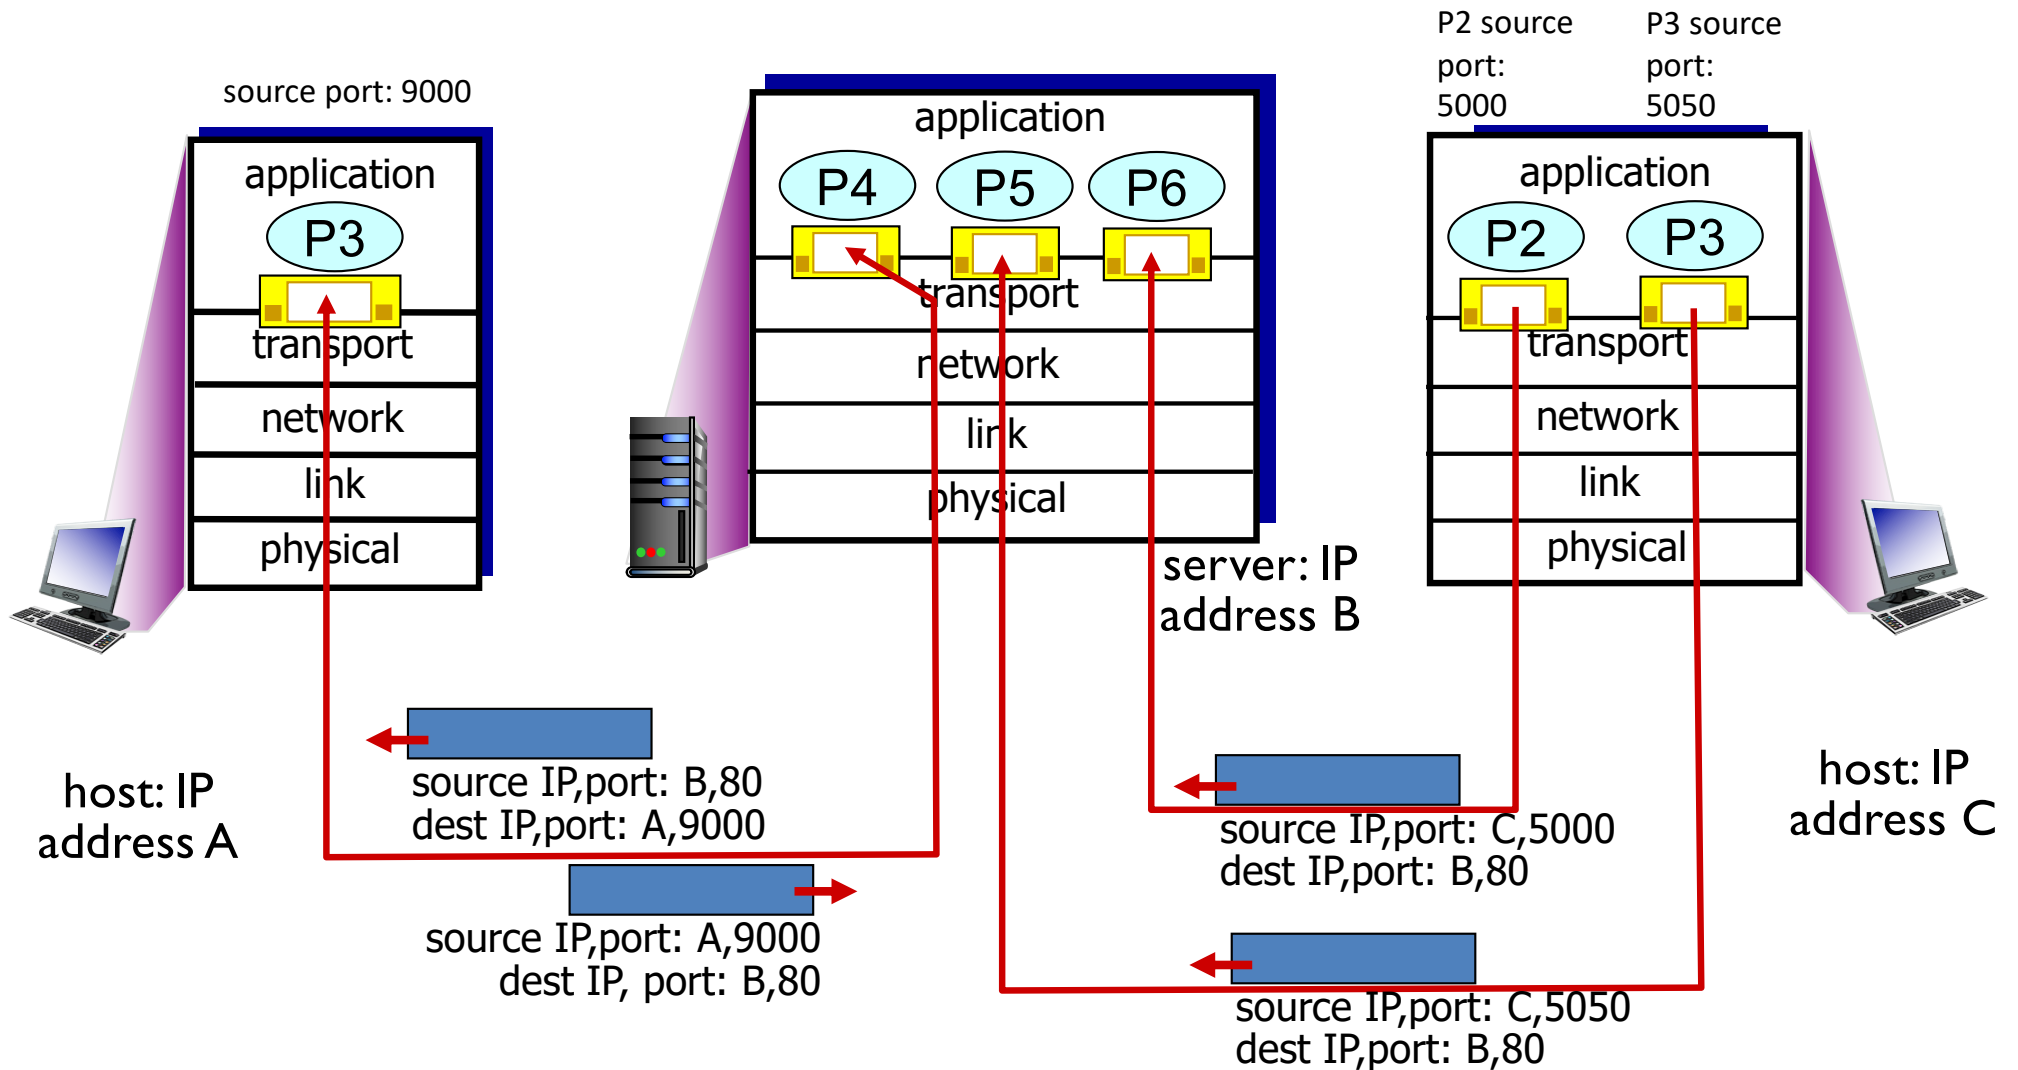 source port: 9000
application
P3
transport
network
link
physical
host: IP
address A
application
P4
P5
P6
transport
network
link
physical
server: IP
address B
P2 source
port:
5000
P3 source
port:
5050
application
P2
P3
transport
network
link
physical
host: IP
address C
source IP,port: B,80
dest IP,port: A,9000
source IP,port: A,9000
dest IP, port: B,80
source IP,port: C,5000
dest IP,port: B,80
source IP,port: C,5050
dest IP,port: B,80